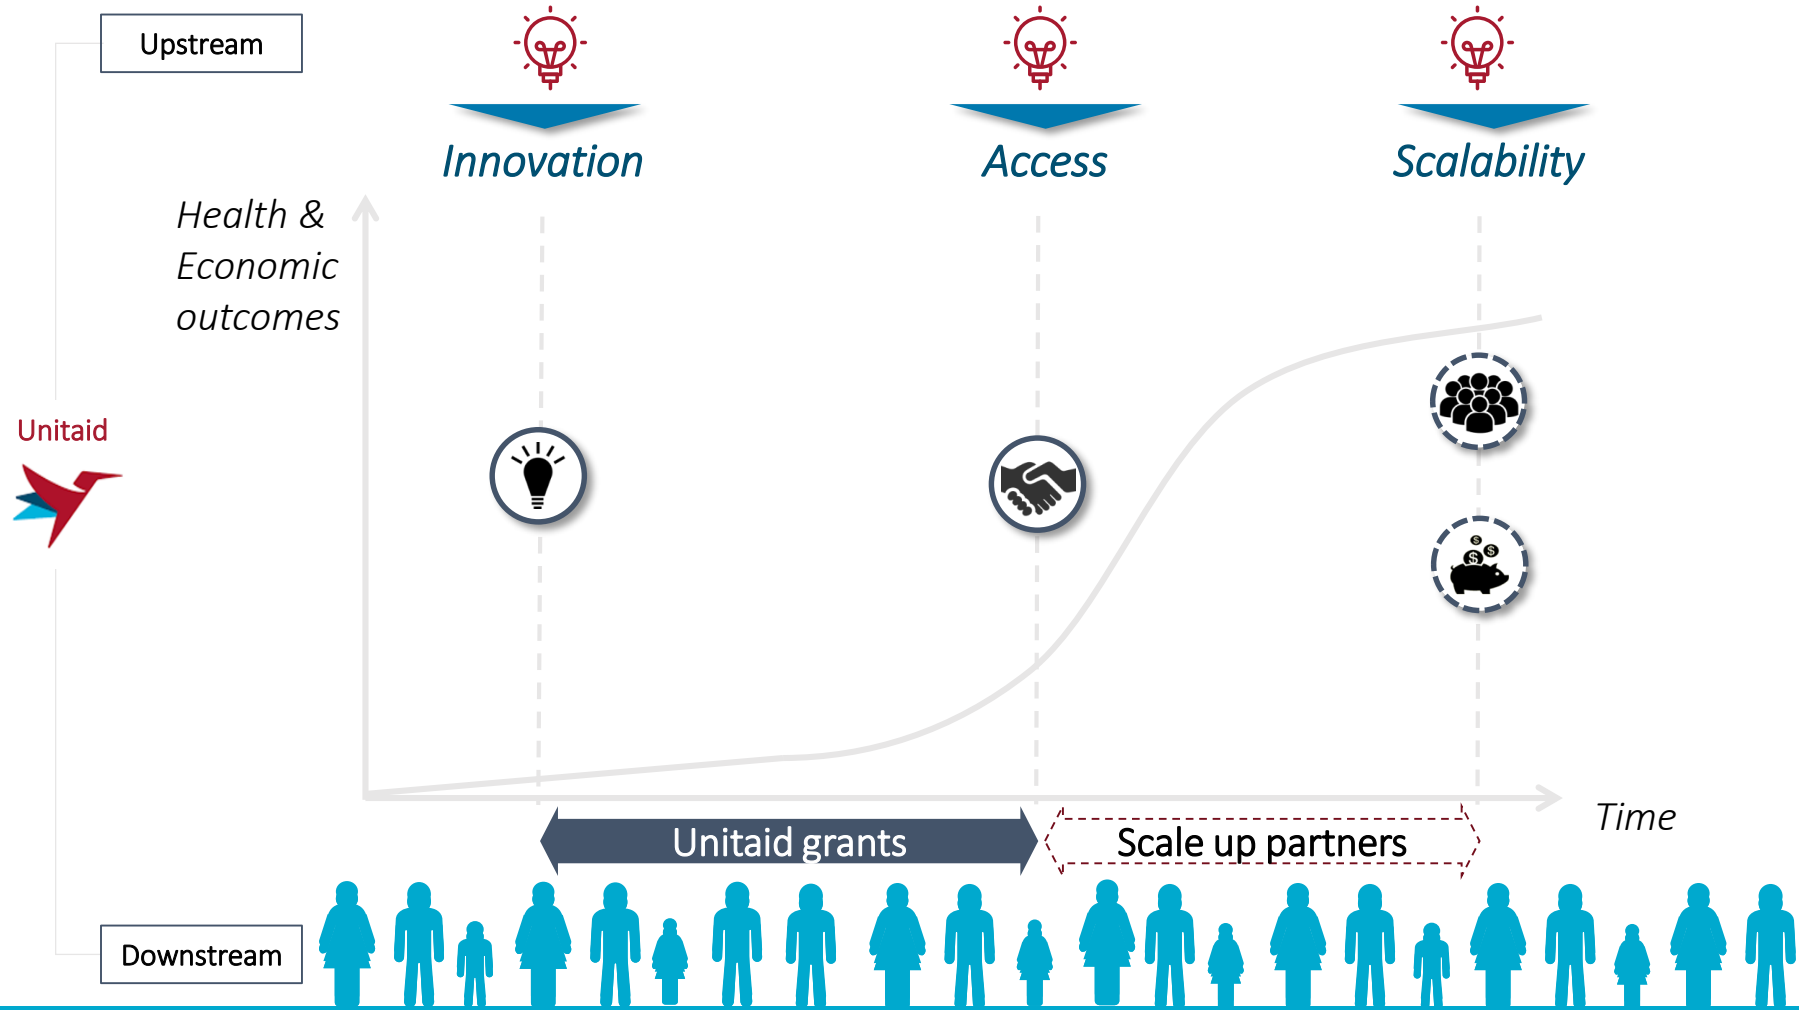 Upstream
Innovation
Access
Scalability
Health &
Economic
outcomes
Unitaid
$
$
$
Time
Unitaid grants
Scale up partners
Downstream